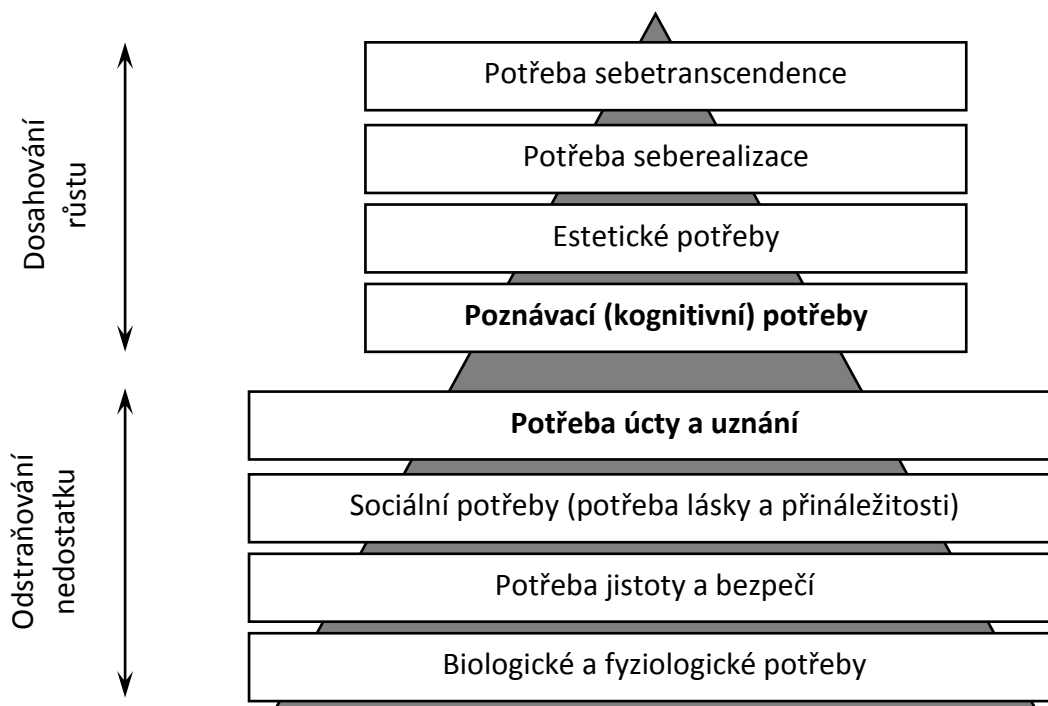 Dosahování
růstu
Potřeba sebetranscendence
Potřeba seberealizace
Estetické potřeby
Poznávací (kognitivní) potřeby
Odstraňování
nedostatku
Potřeba úcty a uznání
Sociální potřeby (potřeba lásky a přináležitosti)
Potřeba jistoty a bezpečí
Biologické a fyziologické potřeby